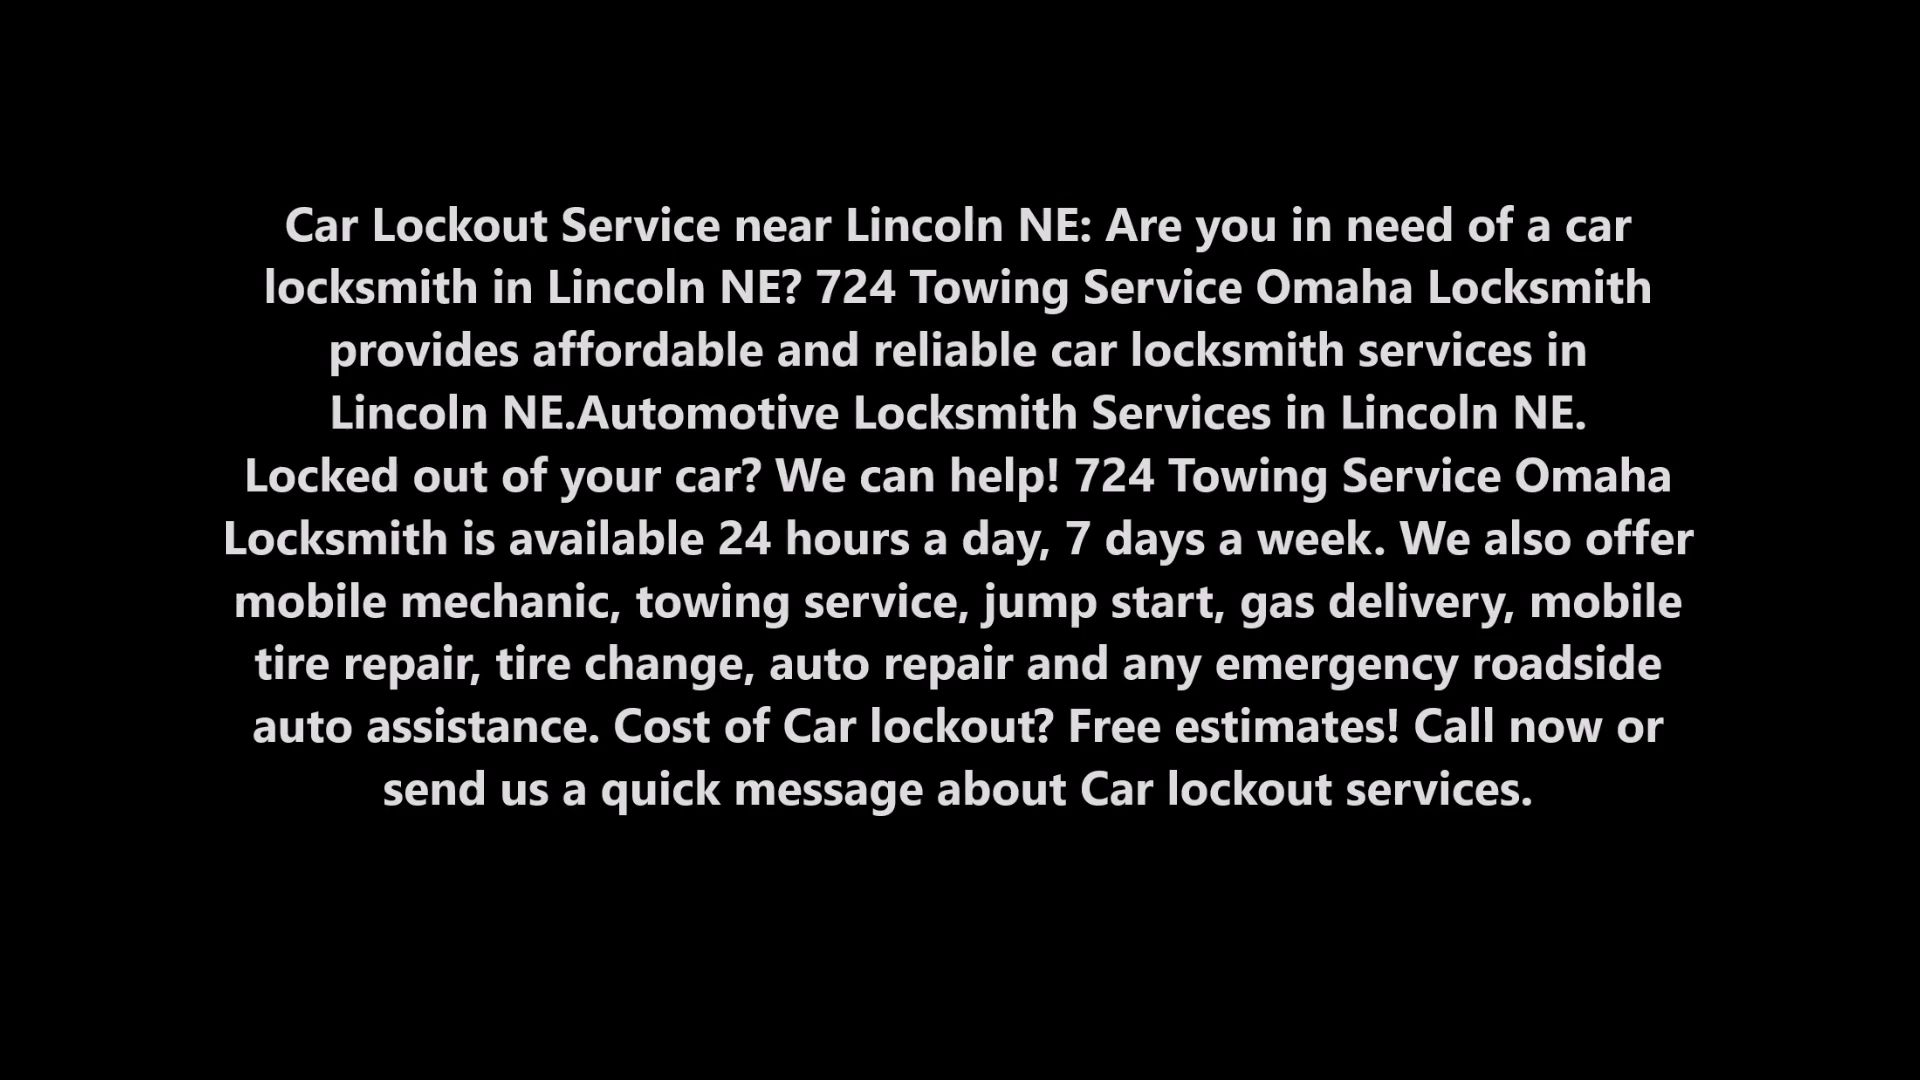 Car Lockout Service near Lincoln NE: Are you in need of a car
locksmith in Lincoln NE? 724 Towing Service Omaha Locksmith
provides affordable and reliable car locksmith services in
Lincoln NE.Automotive Locksmith Services in Lincoln NE.
Locked out of your car? We can help! 724 Towing Service Omaha
Locksmith is available 24 hours a day, 7 days a week. We also offer
mobile mechanic, towing service, jump start, gas delivery, mobile
tire repair, tire change, auto repair and any emergency roadside
auto assistance. Cost of Car lockout? Free estimates! Call now or
send us a quick message about Car lockout services.